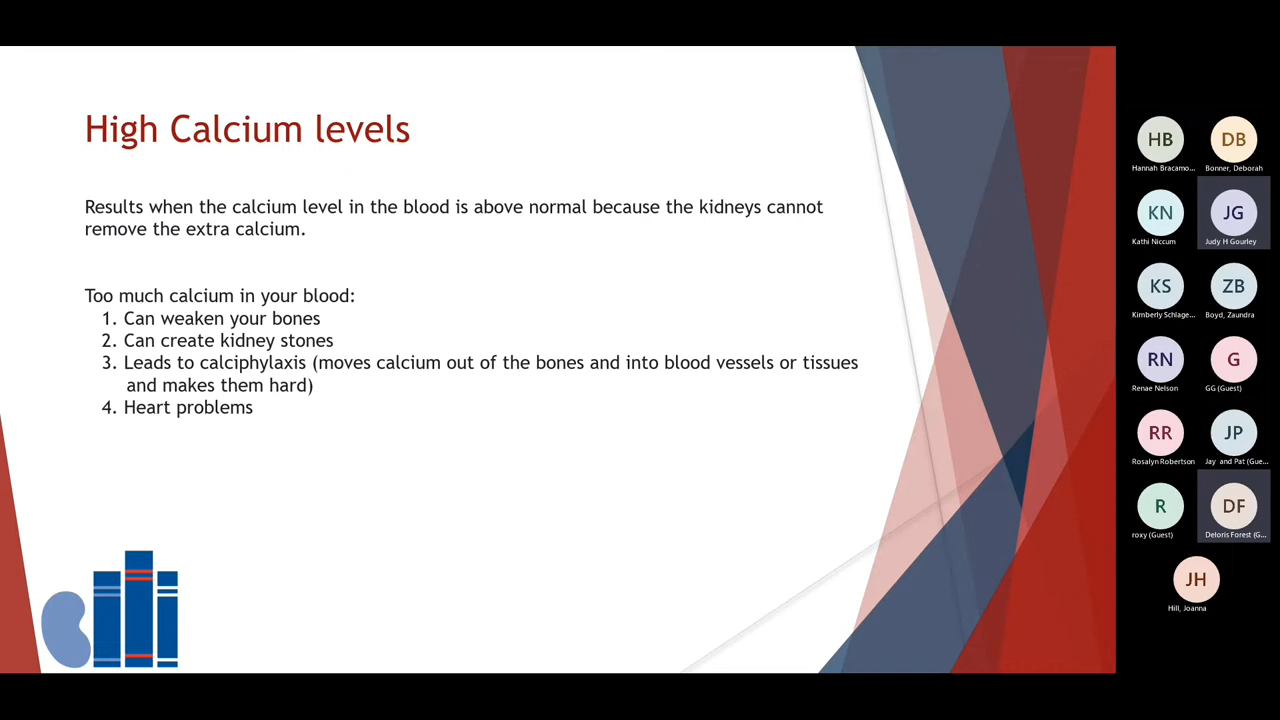 High Calcium levels
Results when the calcium level in the blood is above normal because the kidneys cannot
remove the extra calcium.
Too much calcium in your blood:
1. Can weaken your bones
2. Can create kidney stones
3. Leads to calciphylaxis (moves calcium out of the bones and into blood vessels or tissues
and makes them hard)
4. Heart problems
HB
Hannah Bracamo...
DB
Bonner, Deborah
KN
Kathi Niccum
JG
Judy H Gourley
KS
Kimberly Schlage...
ZB
Boyd, Zaundra
RN
Renae Nelson
G
GG (Guest)
RR
Rosalyn Robertson
JP
Jay and Pat (Gue...
R
roxy (Guest)
DF
Deloris Forest (G...
JH
Hill, Joanna